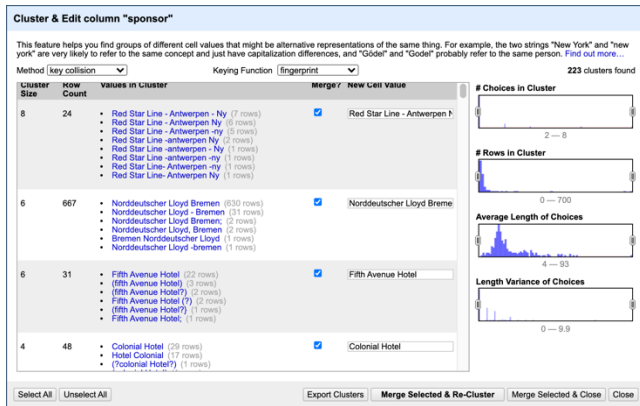 Cluster & Edit column "sponsor"
This feature helps you find groups of different cell values that might be alternative representations of the same thing. For example, the two strings "New York" and "new
york" are very likely to refer to the same concept and just have capitalization differences, and "Gödel" and "Godel" probably refer to the same person. Find out more...
Method key collision Keying Function fingerprint 223 clusters found
Cluster Size Row Count Values in Cluster Merge? New Cell Value
8 24 • Red Star Line - Antwerpen - Ny (7 rows) Red Star Line - Antwerpen N
• Red Star Line - Antwerpen Ny (6 rows)
• Red Star Line - Antwerpen -ny (5 rows)
• Red Star Line -antwerpen Ny (2 rows)
• Red Star Line -antwerpen - Ny (1 rows)
• Red Star Line -antwerpen -ny (1 rows)
• Red Star Line- Antwerpen -ny (1 rows)
• Red Star Line- Antwerpen Ny (1 rows)
6 667 • Norddeutscher Lloyd Bremen (630 rows) Norddeutscher Lloyd Breme
• Norddeutscher Lloyd - Bremen (31 rows)
• Norddeutscher Lloyd Bremen; (2 rows)
• Norddeutscher Lloyd, Bremen (2 rows)
• Bremen Norddeutscher Lloyd (1 rows)
• Norddeutscher Lloyd -bremen (1 rows)
6 31 • Fifth Avenue Hotel (22 rows) Fifth Avenue Hotel
• (fifth Avenue Hotel) (3 rows)
• (fifth Avenue Hotel?) (2 rows)
• Fifth Avenue Hotel (?) (2 rows)
• (fifth Avenue Hotel?} (1 rows)
• Fifth Avenue Hotel; (1 rows)
4 48 • Colonial Hotel (29 rows) Colonial Hotel
• Hotel Colonial (17 rows)
• (?colonial Hotel?) (1 rows)
# Choices in Cluster
2 — 8
# Rows in Cluster
0 — 700
Average Length of Choices
4 — 93
Length Variance of Choices
0 — 9.9
Select All Unselect All Export Clusters Merge Selected & Re-Cluster Merge Selected & Close Close